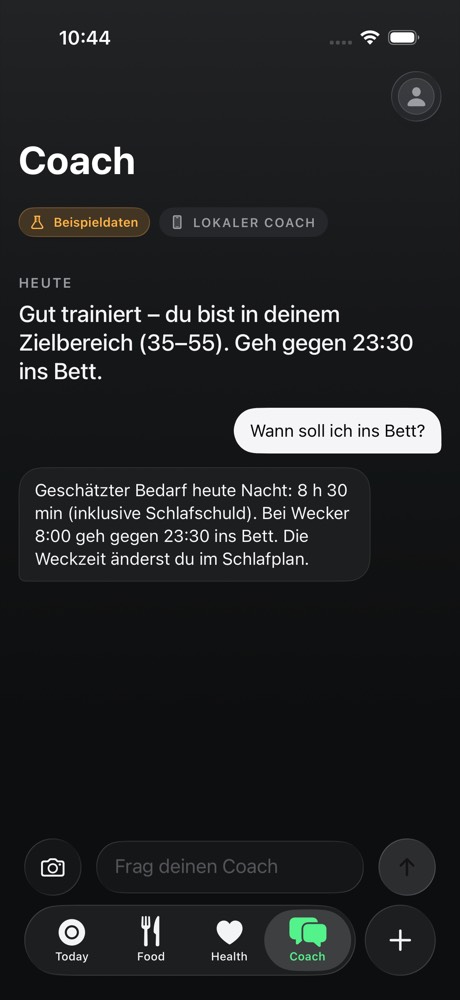 10:44
Coach
Beispieldaten
LOKALER COACH
HEUTE
Gut trainiert – du bist in deinem
Zielbereich (35–55). Geh gegen 23:30
ins Bett.
Wann soll ich ins Bett?
Geschätzter Bedarf heute Nacht: 8 h 30
min (inklusive Schlafschuld). Bei Wecker
8:00 geh gegen 23:30 ins Bett. Die
Weckzeit änderst du im Schlafplan.
Frag deinen Coach
Today
Food
Health
Coach